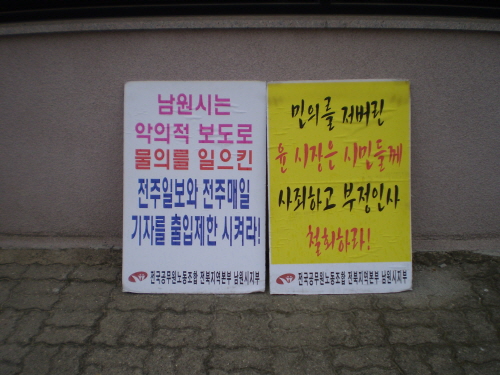 남원시는
악의적 보도로
물의를 일으킨
전주일보와 전주매일
기자를 출입제한 시켜라!
전국공무원노동조합 전북지역본부 남원시지부
민의를 저버린
윤 시장은 시민들께
사죄하고 부정인사
철회하라!
전국공무원노동조합 전북지역본부 남원시지부